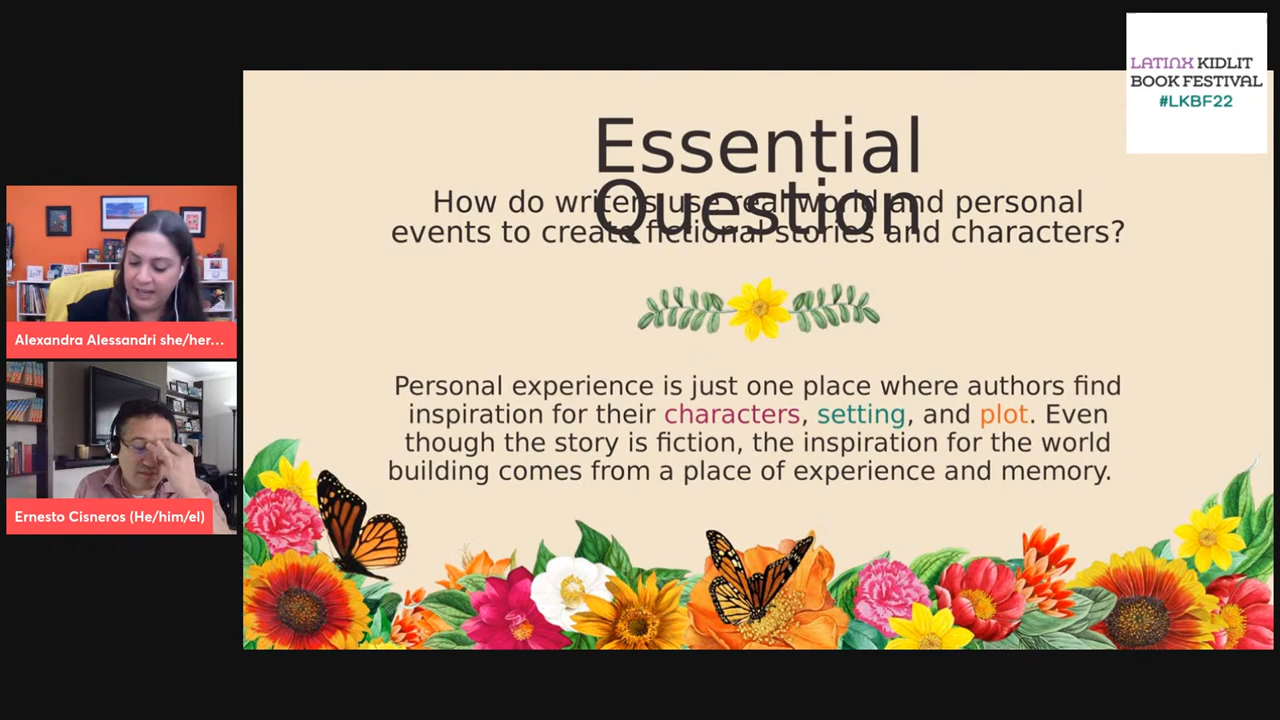 LATINX KIDLIT
BOOK FESTIVAL
#LKBF22
Essential
Question
How do writers use real world and personal
events to create fictional stories and characters?
Personal experience is just one place where authors find
inspiration for their characters, setting, and plot. Even
though the story is fiction, the inspiration for the world
building comes from a place of experience and memory.
Alexandra Alessandri she/her...
Ernesto Cisneros (He/him/el)